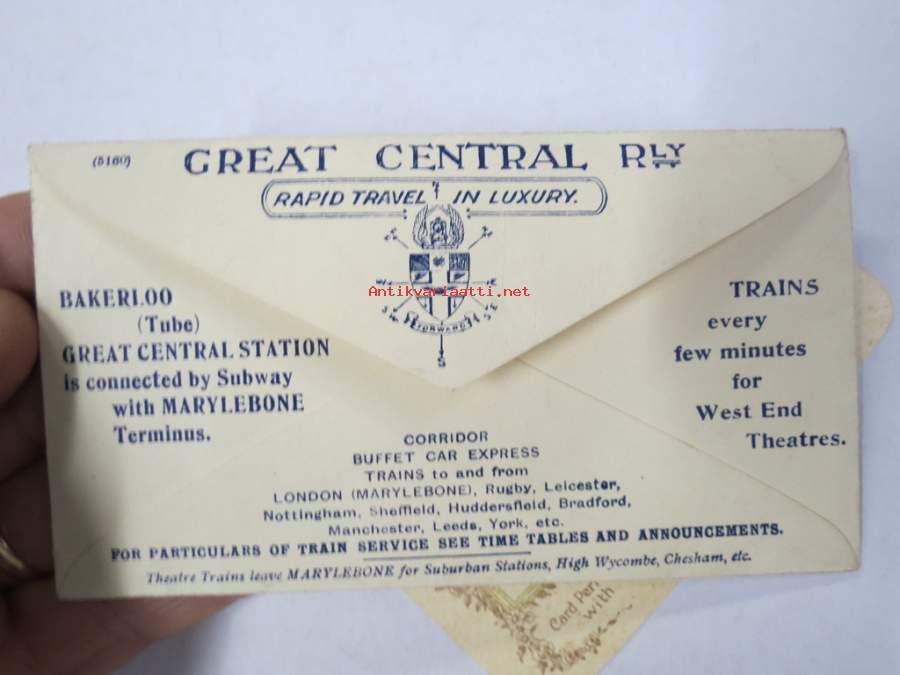 (5160) GREAT CENTRAL RLY
RAPID TRAVEL IN LUXURY.
FORWARD
S
Antikvariaatti.net
BAKERLOO
(Tube)
GREAT CENTRAL STATION
is connected by Subway
with MARYLEBONE
Terminus.
TRAINS
every
few minutes
for
West End
Theatres.
CORRIDOR
BUFFET CAR EXPRESS
TRAINS to and from
LONDON (MARYLEBONE), Rugby, Leicester,
Nottingham, Sheffield, Huddersfield, Bradford,
Manchester, Leeds, York, etc.
FOR PARTICULARS OF TRAIN SERVICE SEE TIME TABLES AND ANNOUNCEMENTS.
Theatre Trains leave MARYLEBONE for Suburban Stations, High Wycombe, Chesham, etc.
Card Per
with